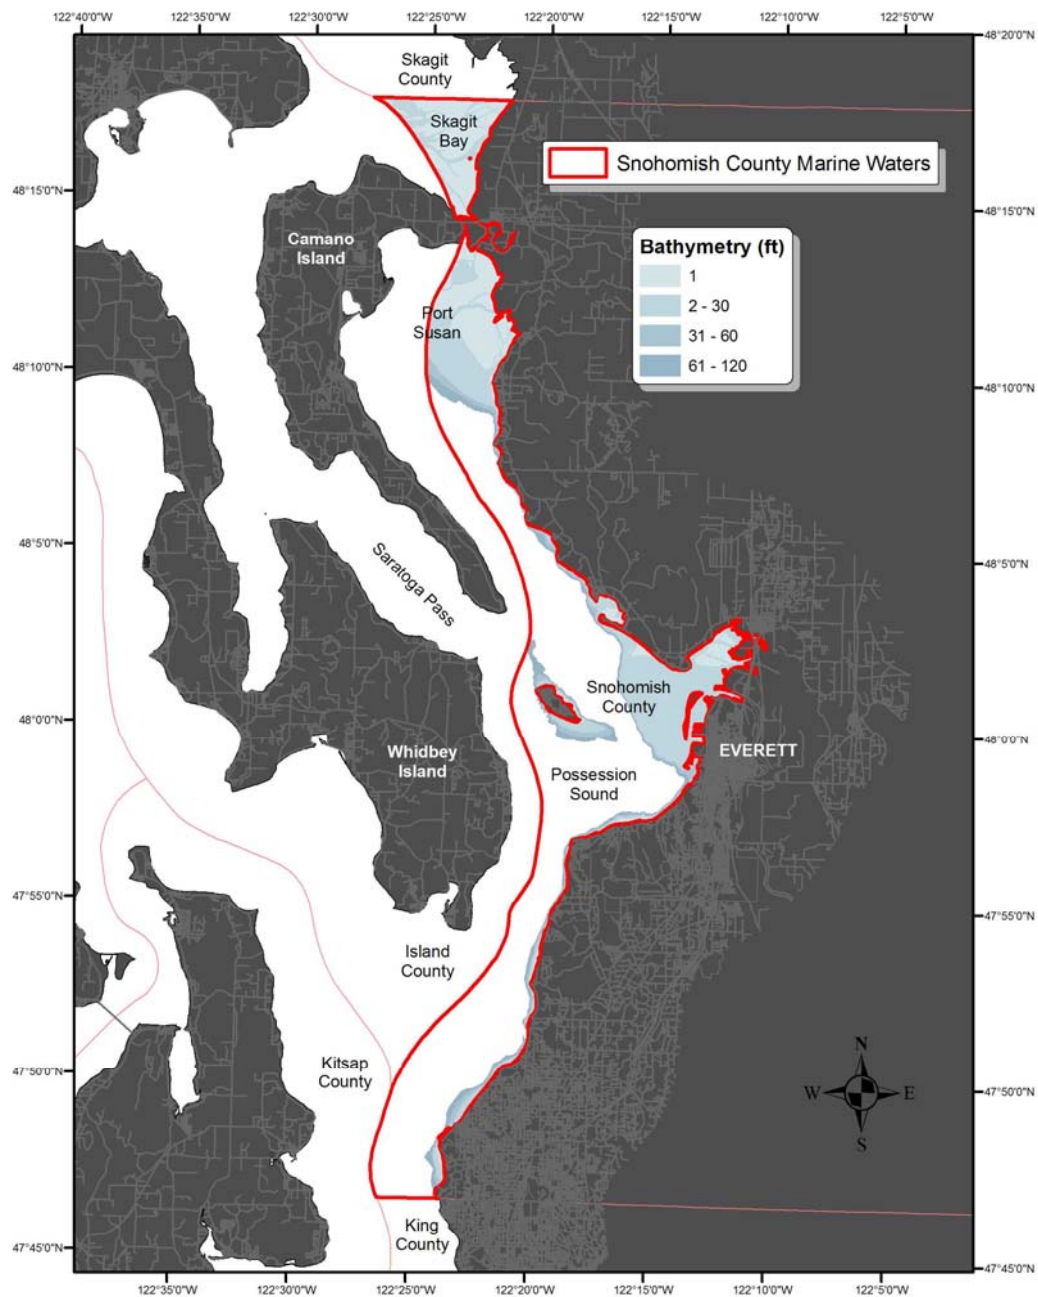 122°40'0"W 122°35'0"W 122°30'0"W 122°25'0"W 122°20'0"W 122°15'0"W 122°10'0"W 122°5'0"W
48°20'0"N
Skagit
County
Skagit
Bay
Snohomish County Marine Waters
48°15'0"N
48°15'0"N
Camano
Island
Bathymetry (ft)
1
2 - 30
31 - 60
61 - 120
Port
Susan
48°10'0"N
48°10'0"N
48°5'0"N
48°5'0"N
Saratoga Pass
Snohomish
County
48°0'0"N
48°0'0"N
EVERETT
Whidbey
Island
Possession
Sound
47°55'0"N
47°55'0"N
Island
County
Kitsap
County
47°50'0"N
47°50'0"N
N
W E
S
King
County
47°45'0"N
47°45'0"N
122°35'0"W 122°30'0"W 122°25'0"W 122°20'0"W 122°15'0"W 122°10'0"W 122°5'0"W